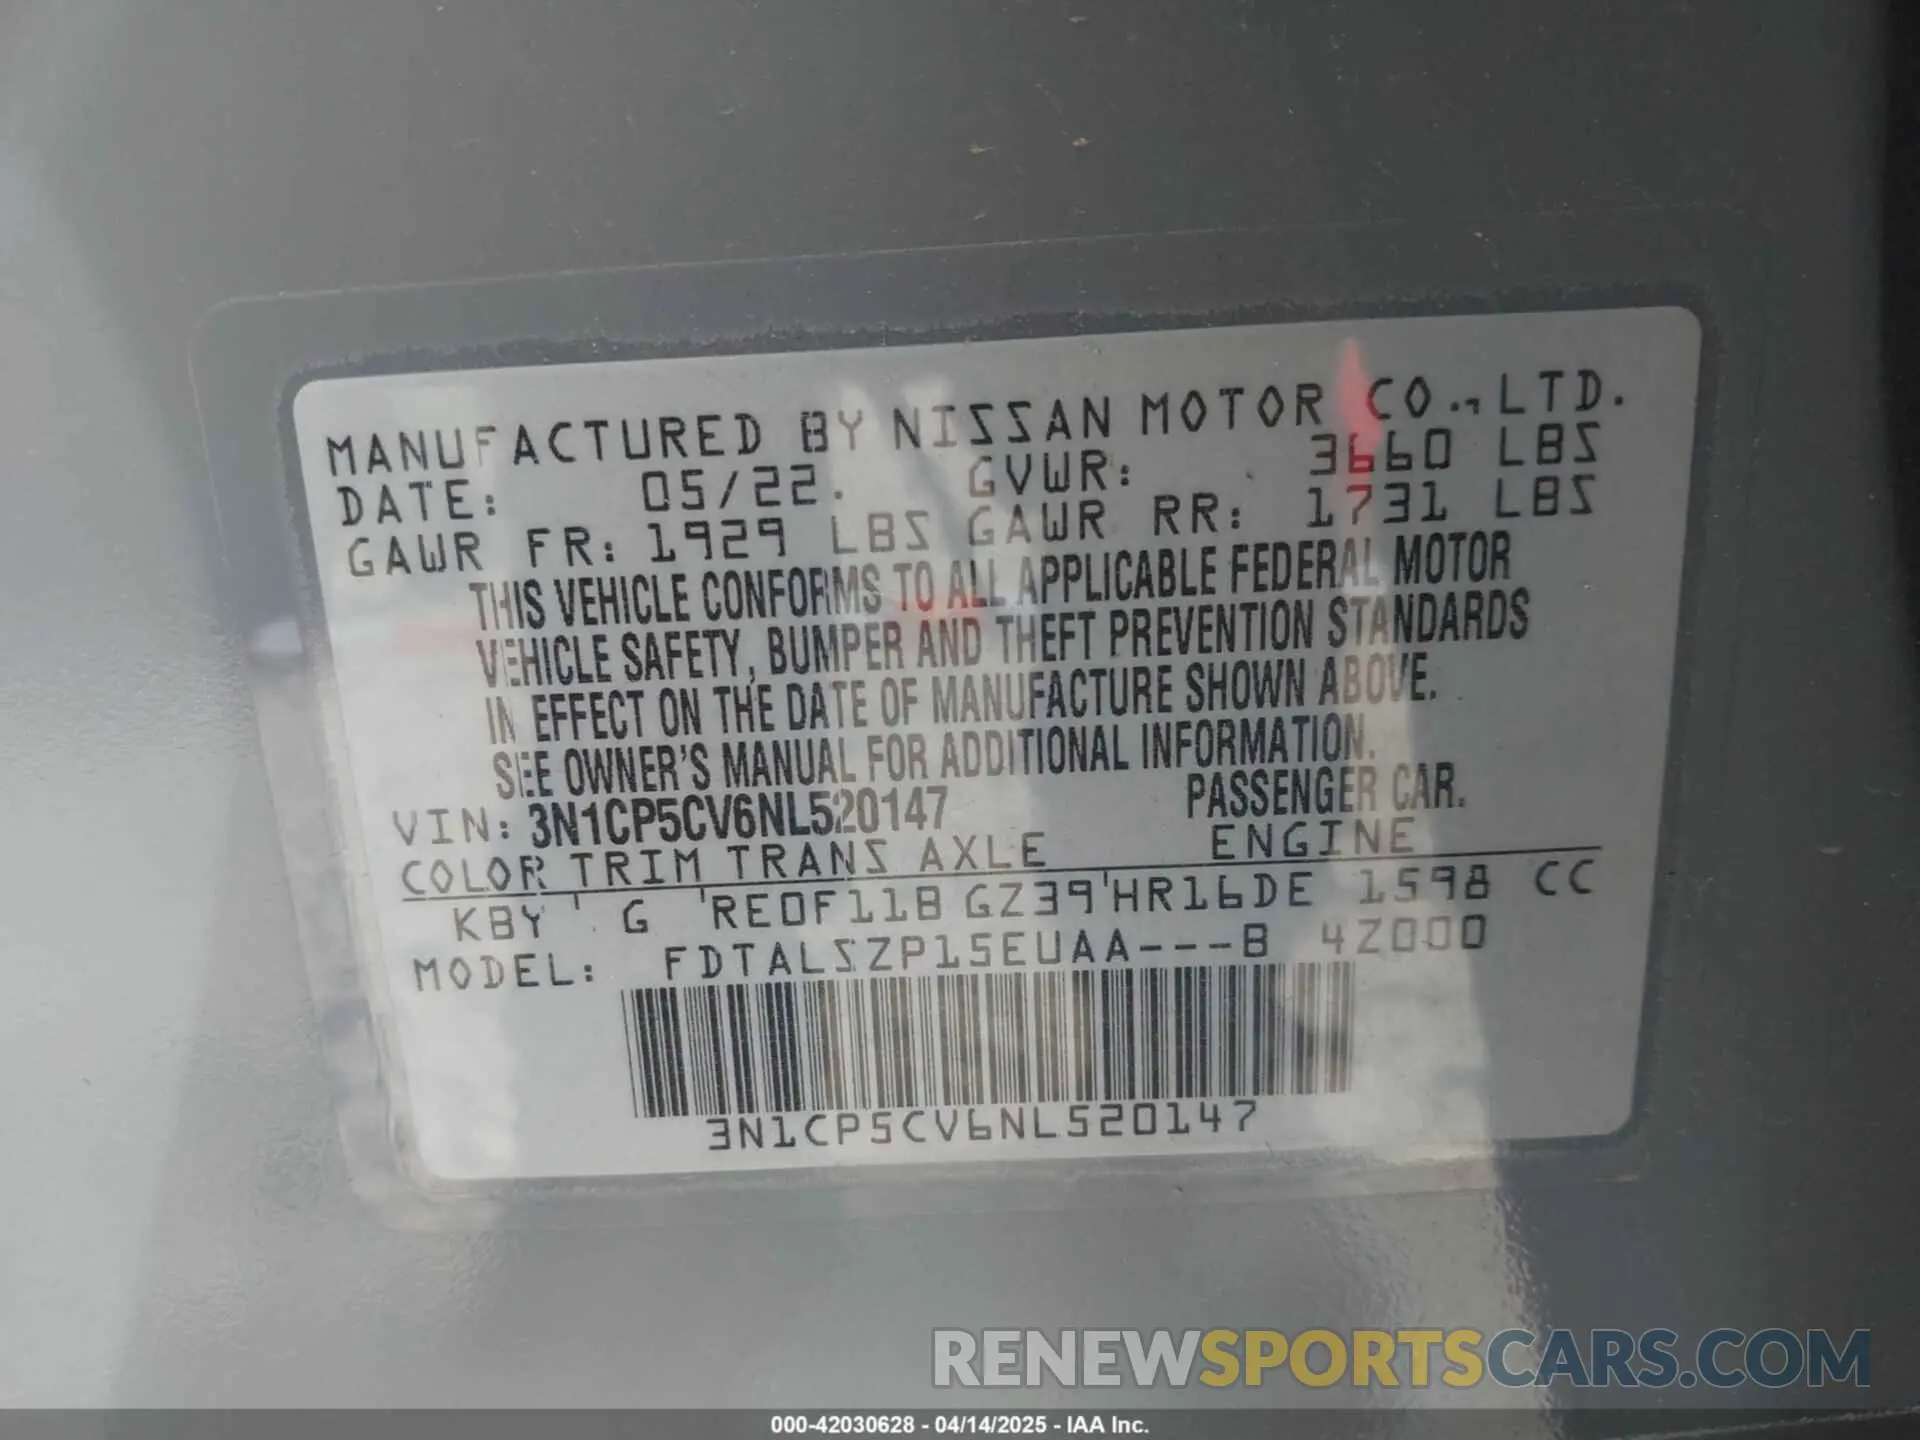 MANUFACTURED BY NISSAN MOTOR CO., LTD.
DATE: 05/22. GVWR: 3660 LBS
GAWR FR: 1929 LBS GAWR RR: 1731 LBS
THIS VEHICLE CONFORMS TO ALL APPLICABLE FEDERAL MOTOR
VEHICLE SAFETY, BUMPER AND THEFT PREVENTION STANDARDS
IN EFFECT ON THE DATE OF MANUFACTURE SHOWN ABOVE.
SEE OWNER'S MANUAL FOR ADDITIONAL INFORMATION.
VIN: 3N1CP5CV6NL520147 PASSENGER CAR.
COLOR TRIM TRANS AXLE ENGINE
KBY ' G 'RE0F11B GZ39'HR16DE 1598 CC
MODEL: FDTALSZP15EUAA---B 4Z000
3N1CP5CV6NL520147
RENEWSPORTSCARS.COM
000-42030628 - 04/14/2025 - IAA Inc.